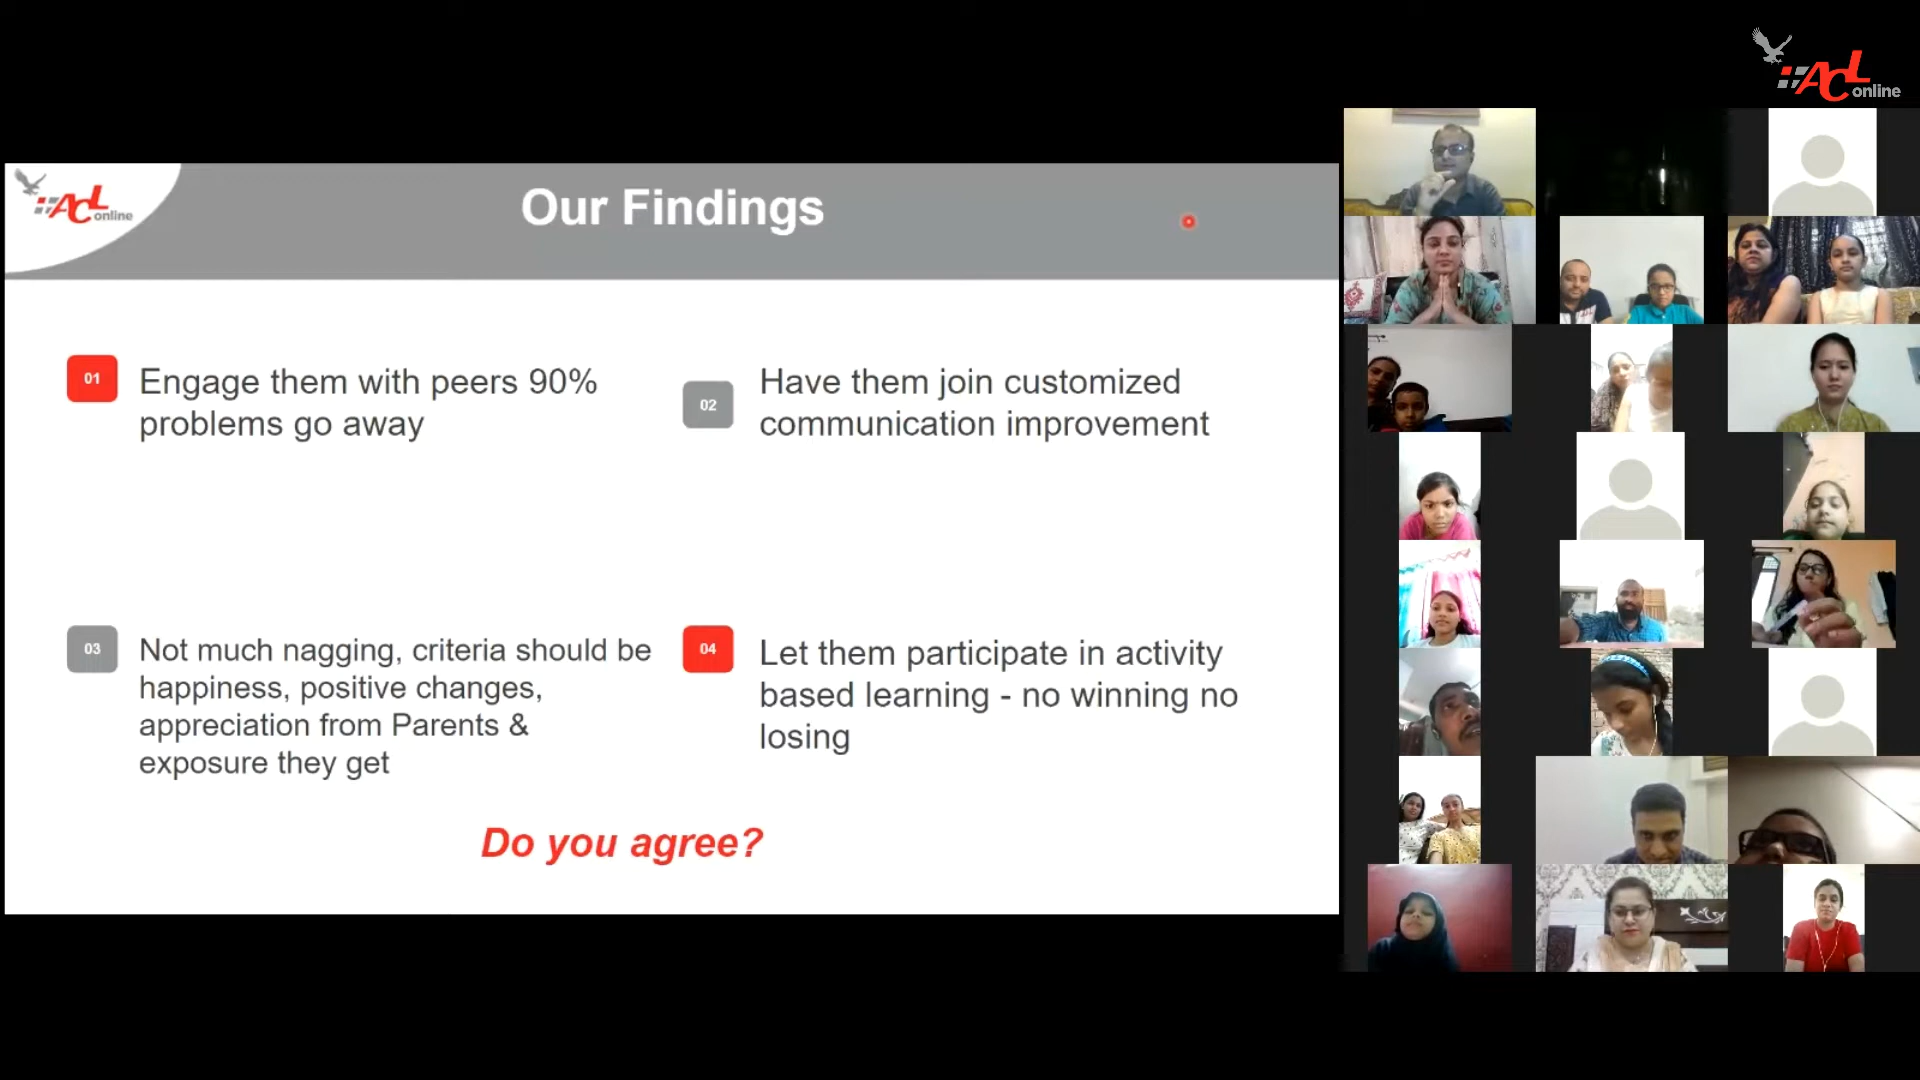 ACL
online
ACL
online
Our Findings
01
Engage them with peers 90%
problems go away
02
Have them join customized
communication improvement
03
Not much nagging, criteria should be
happiness, positive changes,
appreciation from Parents &
exposure they get
04
Let them participate in activity
based learning - no winning no
losing
Do you agree?